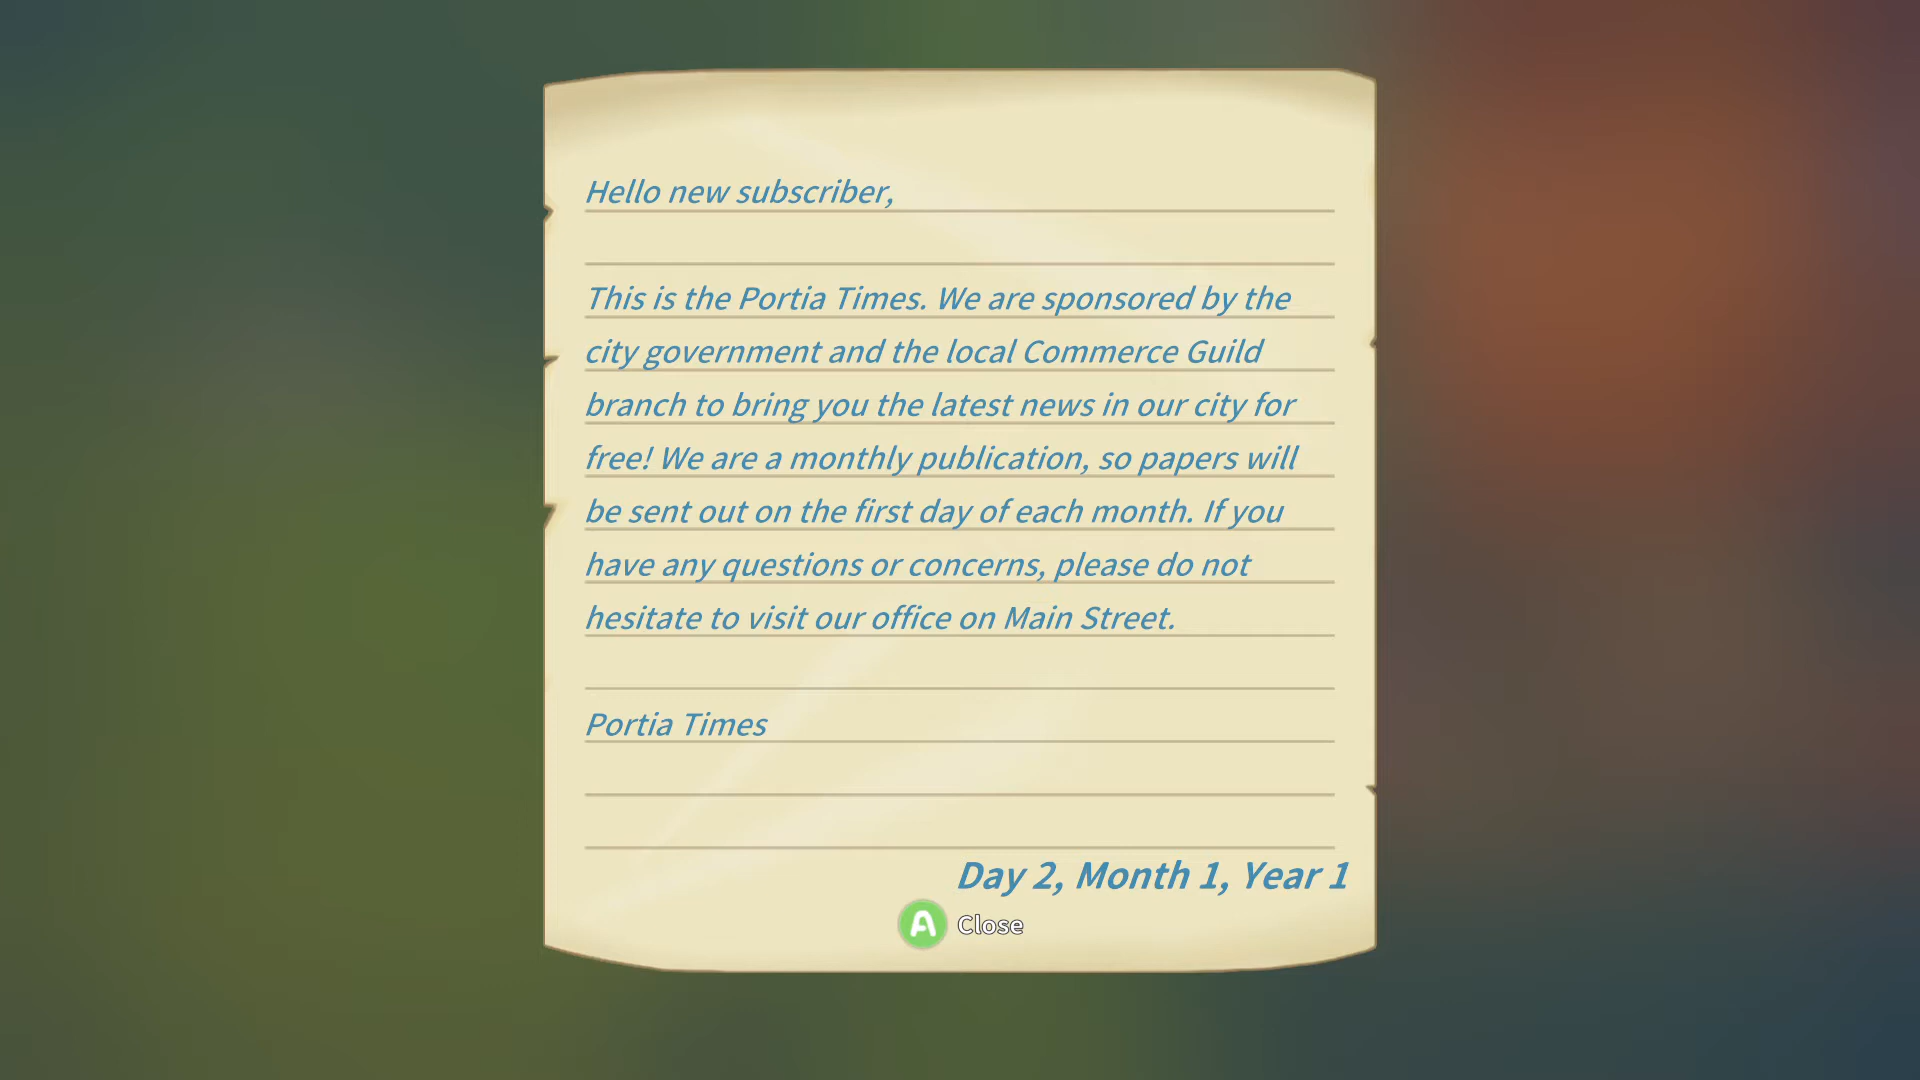 Hello new subscriber,
This is the Portia Times. We are sponsored by the
city government and the local Commerce Guild
branch to bring you the latest news in our city for
free! We are a monthly publication, so papers will
be sent out on the first day of each month. If you
have any questions or concerns, please do not
hesitate to visit our office on Main Street.
Portia Times
Day 2, Month 1, Year 1
A Close